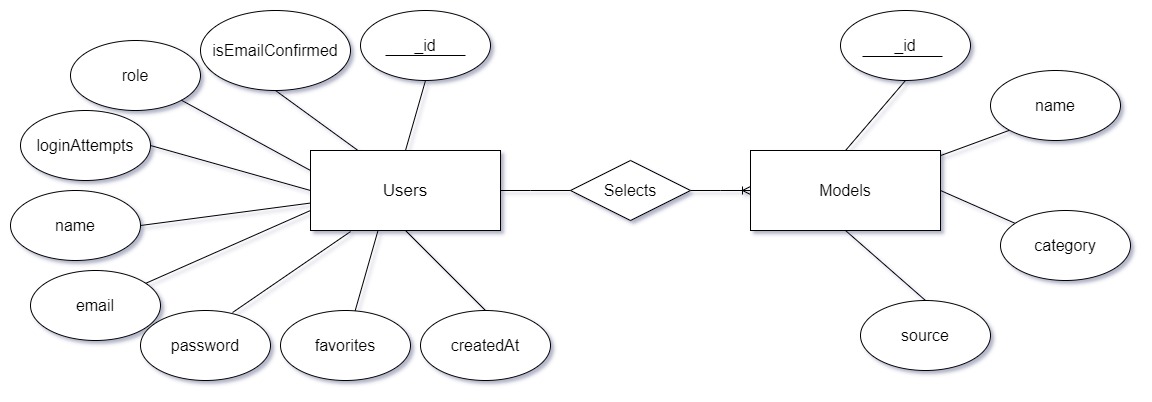 isEmailConfirmed
_id
_id
role
name
loginAttempts
Users
Selects
Models
name
category
email
password
favorites
createdAt
source